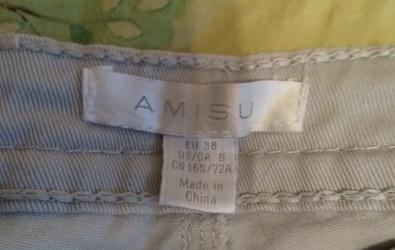 AMISU
EU 38
US/CA 8
CN 165/72A
Made in
China